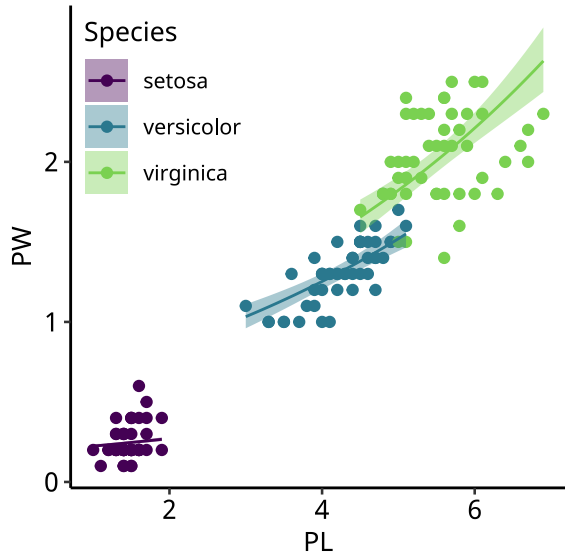 Species
setosa
versicolor
virginica
2
1
0
PW
2 4 6
PL